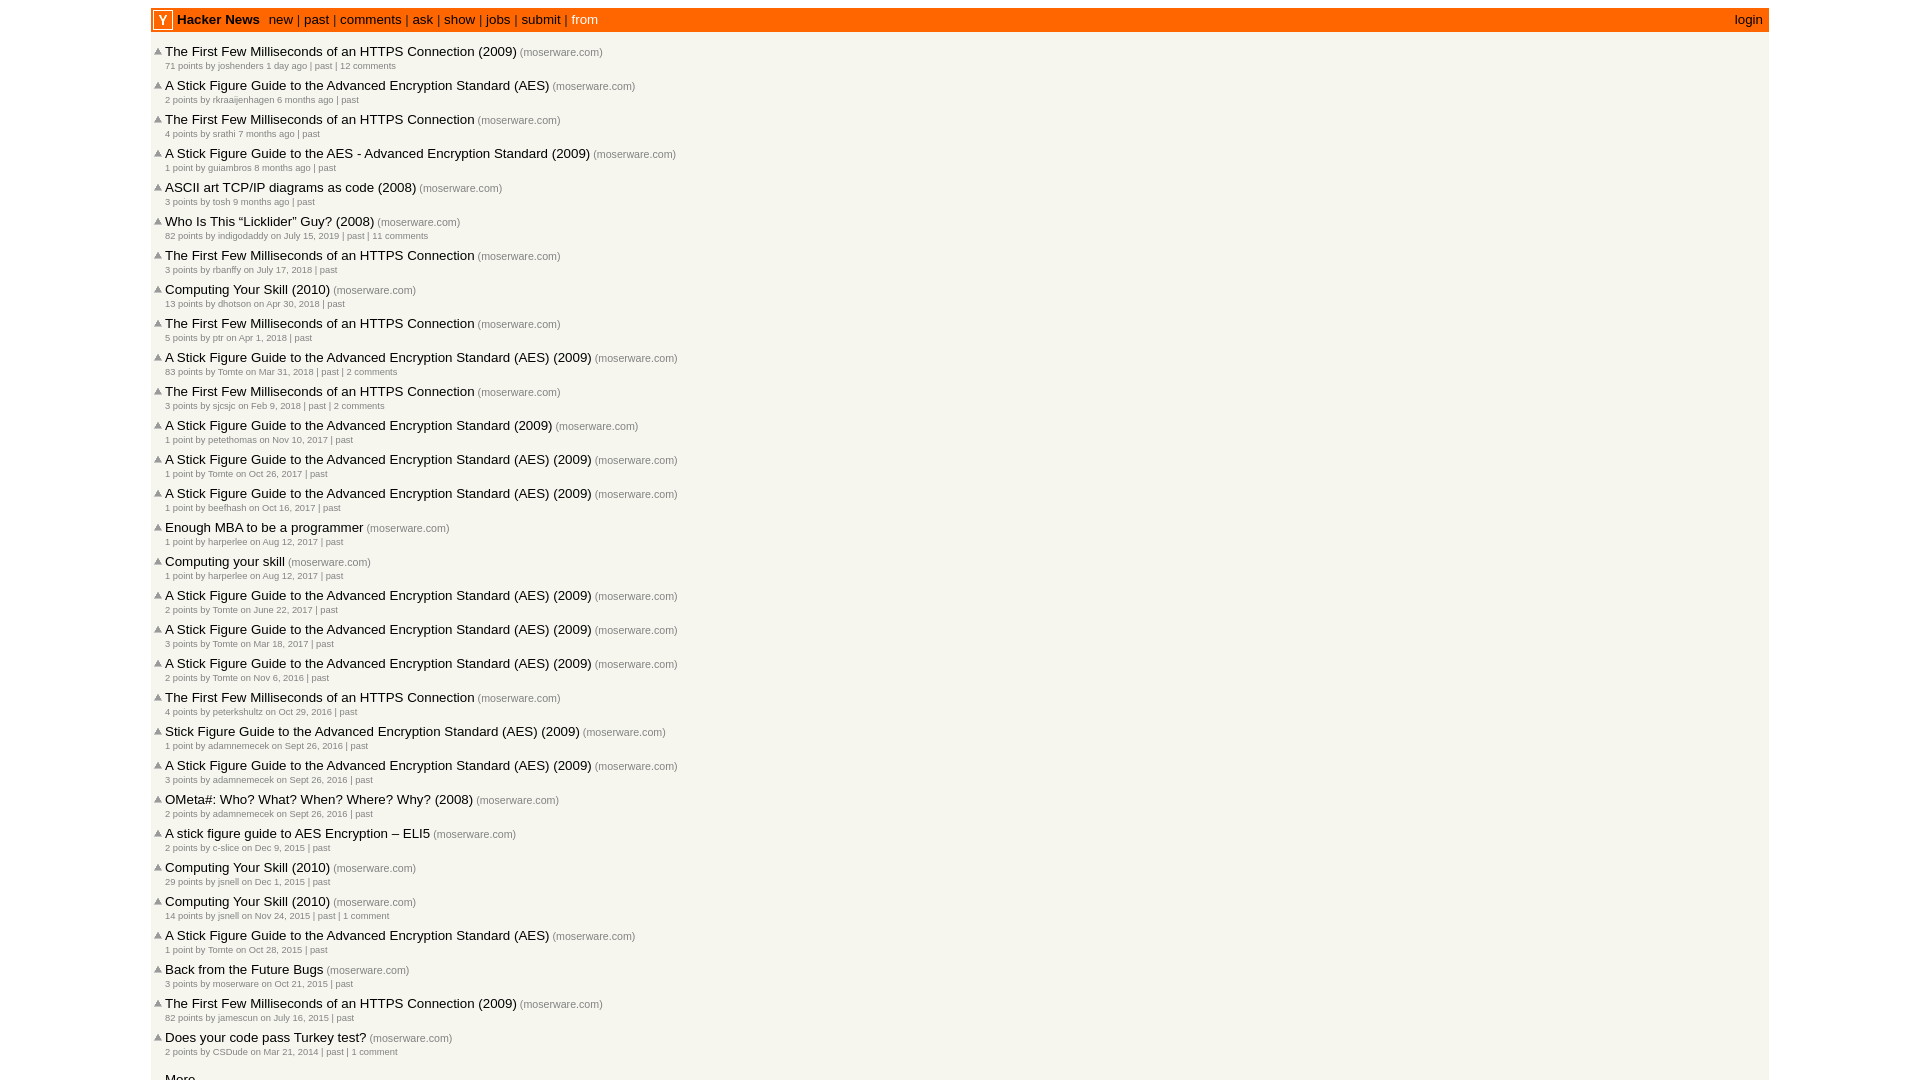 Y Hacker News new | past | comments | ask | show | jobs | submit | from login
The First Few Milliseconds of an HTTPS Connection (2009) (moserware.com)
71 points by joshenders 1 day ago | past | 12 comments
A Stick Figure Guide to the Advanced Encryption Standard (AES) (moserware.com)
2 points by rkraaijenhagen 6 months ago | past
The First Few Milliseconds of an HTTPS Connection (moserware.com)
4 points by srathi 7 months ago | past
A Stick Figure Guide to the AES - Advanced Encryption Standard (2009) (moserware.com)
1 point by guiambros 8 months ago | past
ASCII art TCP/IP diagrams as code (2008) (moserware.com)
3 points by tosh 9 months ago | past
Who Is This “Licklider” Guy? (2008) (moserware.com)
82 points by indigodaddy on July 15, 2019 | past | 11 comments
The First Few Milliseconds of an HTTPS Connection (moserware.com)
3 points by rbanffy on July 17, 2018 | past
Computing Your Skill (2010) (moserware.com)
13 points by dhotson on Apr 30, 2018 | past
The First Few Milliseconds of an HTTPS Connection (moserware.com)
5 points by ptr on Apr 1, 2018 | past
A Stick Figure Guide to the Advanced Encryption Standard (AES) (2009) (moserware.com)
83 points by Tomte on Mar 31, 2018 | past | 2 comments
The First Few Milliseconds of an HTTPS Connection (moserware.com)
3 points by sjcsjc on Feb 9, 2018 | past | 2 comments
A Stick Figure Guide to the Advanced Encryption Standard (2009) (moserware.com)
1 point by petethomas on Nov 10, 2017 | past
A Stick Figure Guide to the Advanced Encryption Standard (AES) (2009) (moserware.com)
1 point by Tomte on Oct 26, 2017 | past
A Stick Figure Guide to the Advanced Encryption Standard (AES) (2009) (moserware.com)
1 point by beefhash on Oct 16, 2017 | past
Enough MBA to be a programmer (moserware.com)
1 point by harperlee on Aug 12, 2017 | past
Computing your skill (moserware.com)
1 point by harperlee on Aug 12, 2017 | past
A Stick Figure Guide to the Advanced Encryption Standard (AES) (2009) (moserware.com)
2 points by Tomte on June 22, 2017 | past
A Stick Figure Guide to the Advanced Encryption Standard (AES) (2009) (moserware.com)
3 points by Tomte on Mar 18, 2017 | past
A Stick Figure Guide to the Advanced Encryption Standard (AES) (2009) (moserware.com)
2 points by Tomte on Nov 6, 2016 | past
The First Few Milliseconds of an HTTPS Connection (moserware.com)
4 points by peterkshultz on Oct 29, 2016 | past
Stick Figure Guide to the Advanced Encryption Standard (AES) (2009) (moserware.com)
1 point by adamnemecek on Sept 26, 2016 | past
A Stick Figure Guide to the Advanced Encryption Standard (AES) (2009) (moserware.com)
3 points by adamnemecek on Sept 26, 2016 | past
OMeta#: Who? What? When? Where? Why? (2008) (moserware.com)
2 points by adamnemecek on Sept 26, 2016 | past
A stick figure guide to AES Encryption – ELI5 (moserware.com)
2 points by c-slice on Dec 9, 2015 | past
Computing Your Skill (2010) (moserware.com)
29 points by jsnell on Dec 1, 2015 | past
Computing Your Skill (2010) (moserware.com)
14 points by jsnell on Nov 24, 2015 | past | 1 comment
A Stick Figure Guide to the Advanced Encryption Standard (AES) (moserware.com)
1 point by Tomte on Oct 28, 2015 | past
Back from the Future Bugs (moserware.com)
3 points by moserware on Oct 21, 2015 | past
The First Few Milliseconds of an HTTPS Connection (2009) (moserware.com)
82 points by jamescun on July 16, 2015 | past
Does your code pass Turkey test? (moserware.com)
2 points by CSDude on Mar 21, 2014 | past | 1 comment
More